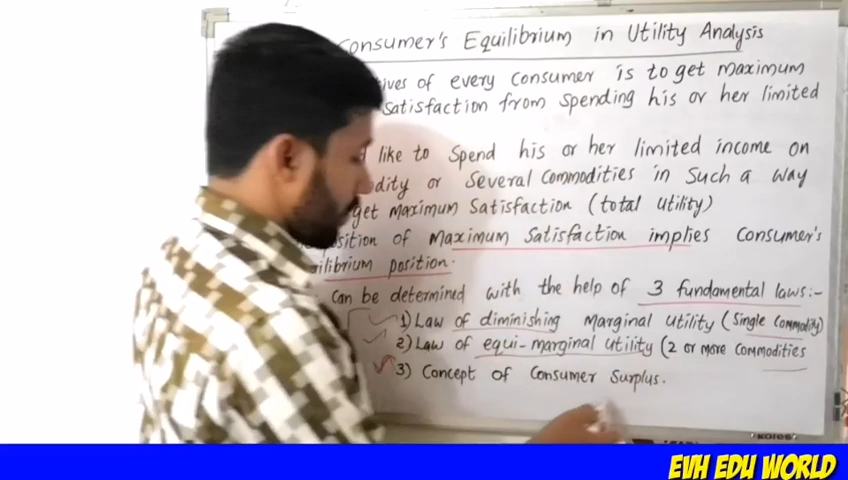 Consumer's Equilibrium in Utility Analysis
ives of every consumer is to get maximum
satisfaction from spending his or her limited
like to spend his or her limited income on
dity or several commodities in such a way
get maximum satisfaction (total utility)
position of maximum satisfaction implies consumer's
ilibrium position.
can be determined with the help of 3 fundamental laws:-
1) Law of diminishing marginal utility (single commodity)
2) Law of equi-marginal utility (2 or more commodities
3) Concept of Consumer Surplus.
kores
EVH EDU WORLD